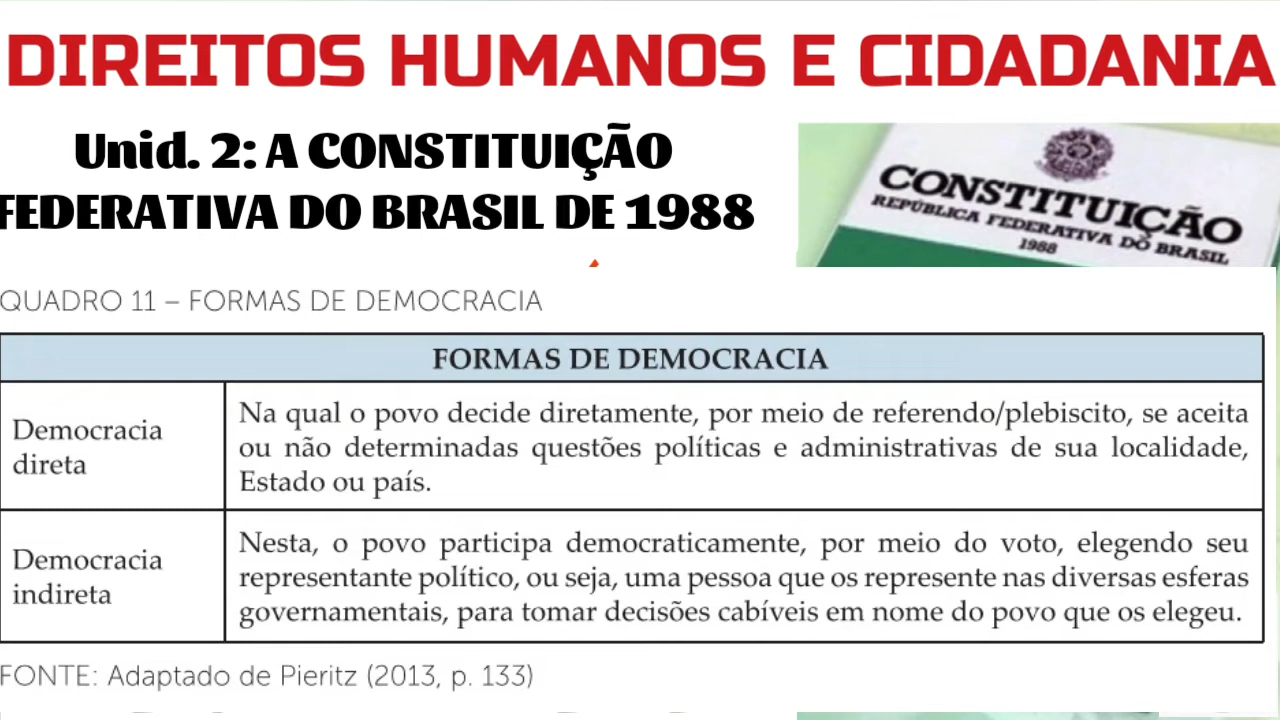 DIREITOS HUMANOS E CIDADANIA
Unid. 2: A CONSTITUIÇÃO
FEDERATIVA DO BRASIL DE 1988
CONSTITUIÇÃO
REPÚBLICA FEDERATIVA DO BRASIL
1988
QUADRO 11 – FORMAS DE DEMOCRACIA
FORMAS DE DEMOCRACIA
Democracia
direta
Na qual o povo decide diretamente, por meio de referendo/plebiscito, se aceita
ou não determinadas questões políticas e administrativas de sua localidade,
Estado ou país.
Democracia
indireta
Nesta, o povo participa democraticamente, por meio do voto, elegendo seu
representante político, ou seja, uma pessoa que os represente nas diversas esferas
governamentais, para tomar decisões cabíveis em nome do povo que os elegeu.
FONTE: Adaptado de Pieritz (2013, p. 133)